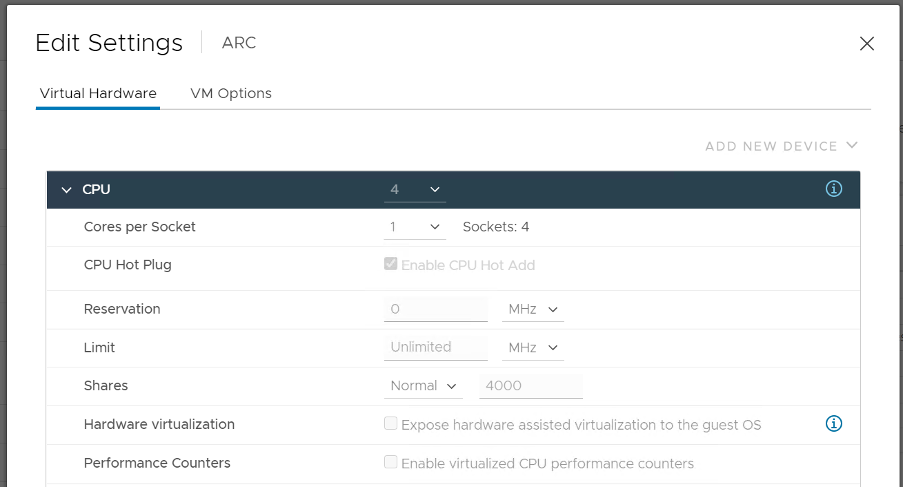 Edit Settings ARC
Virtual Hardware VM Options
ADD NEW DEVICE
CPU 4
Cores per Socket 1 Sockets: 4
CPU Hot Plug Enable CPU Hot Add
Reservation 0 MHz
Limit Unlimited MHz
Shares Normal 4000
Hardware virtualization Expose hardware assisted virtualization to the guest OS
Performance Counters Enable virtualized CPU performance counters